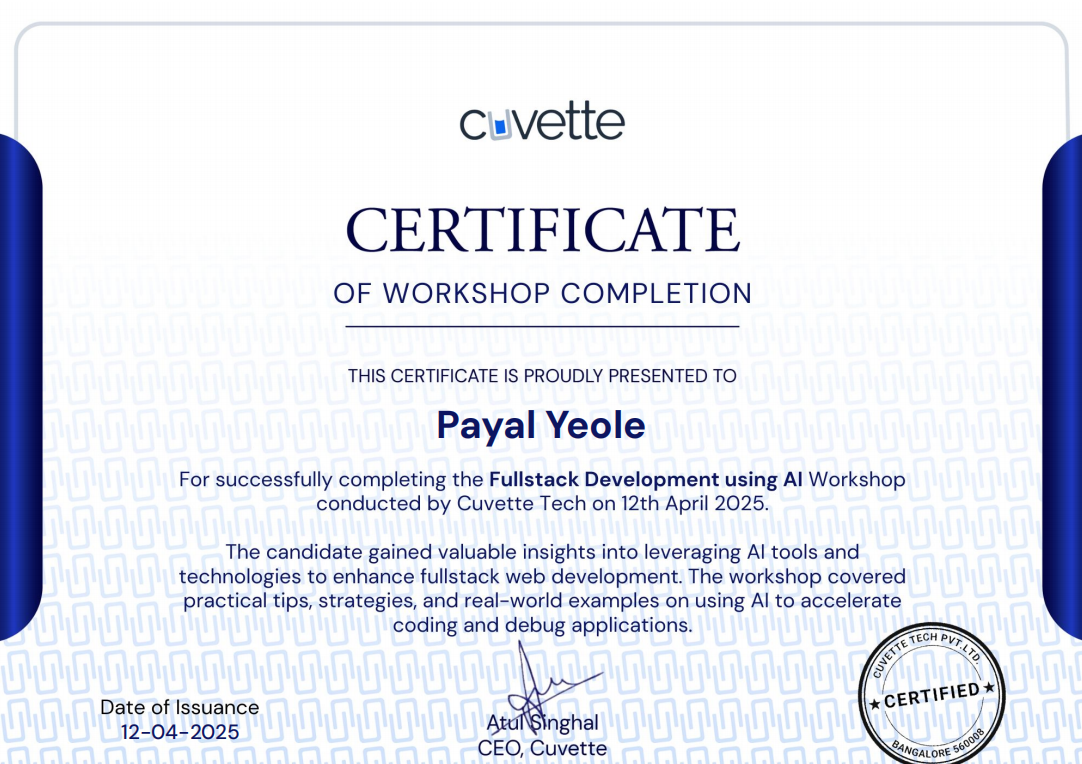 cuvette
CERTIFICATE
OF WORKSHOP COMPLETION
THIS CERTIFICATE IS PROUDLY PRESENTED TO
Payal Yeole
For successfully completing the Fullstack Development using AI Workshop
conducted by Cuvette Tech on 12th April 2025.
The candidate gained valuable insights into leveraging AI tools and
technologies to enhance fullstack web development. The workshop covered
practical tips, strategies, and real-world examples on using AI to accelerate
coding and debug applications.
Date of Issuance
12-04-2025
Atul Singhal
CEO, Cuvette
CUVETTE TECH PVT.LTD.
★ CERTIFIED ★
BANGALORE 560008